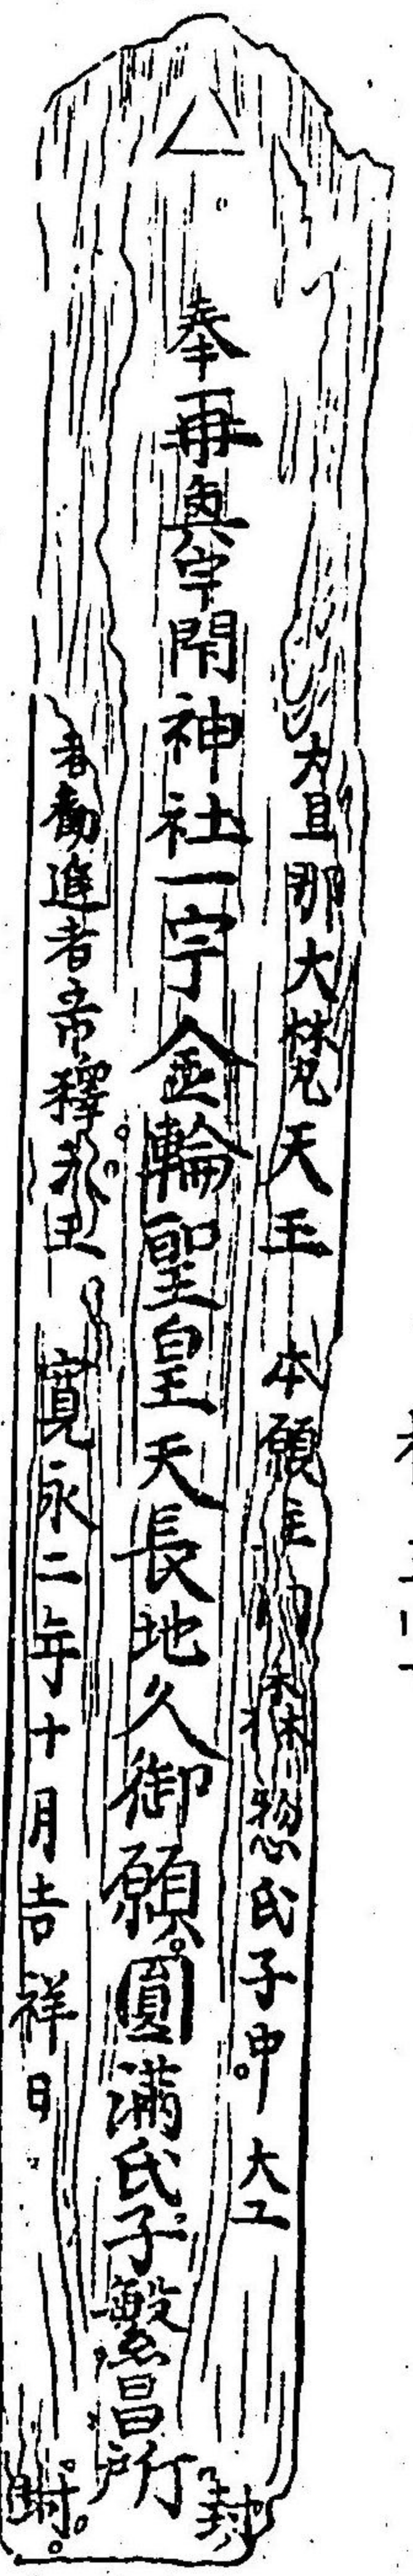 大旦那大梵天王　本願主　惣氏子中　大工　封
奉再興宇閇神社一宇金輪聖皇天長地久御願圓満氏子繁昌所
勧進者帝釋天王　寛永二年十月吉祥日　封